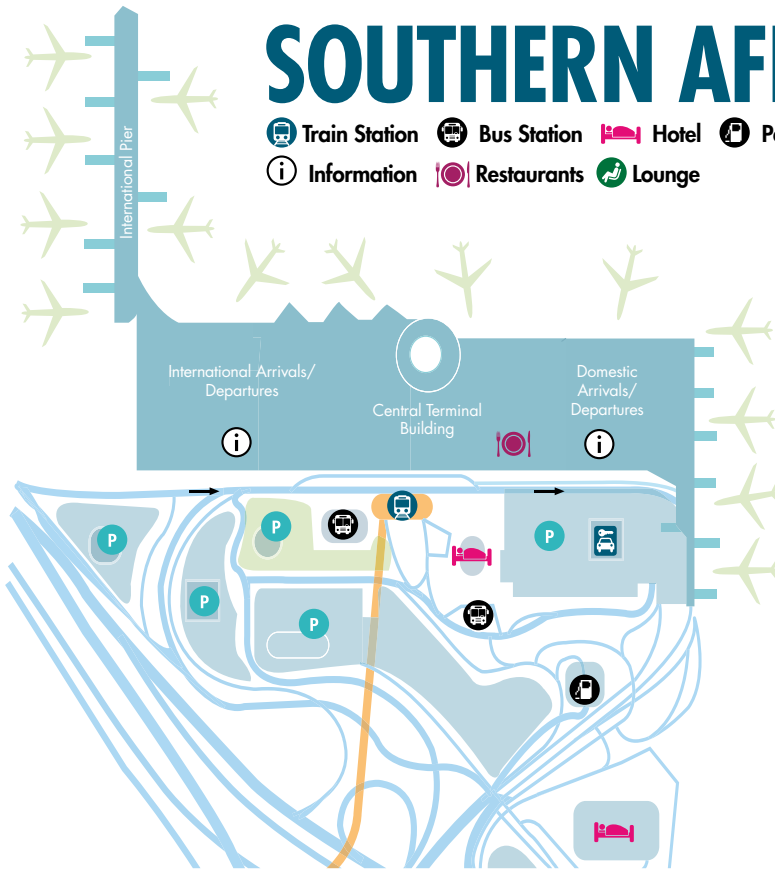 SOUTHERN AF
Train Station Bus Station Hotel
Information Restaurants Lounge
International Pier
International Arrivals/
Departures
Central Terminal
Building
Domestic
Arrivals/
Departures
i
i
P
P
P
P
P